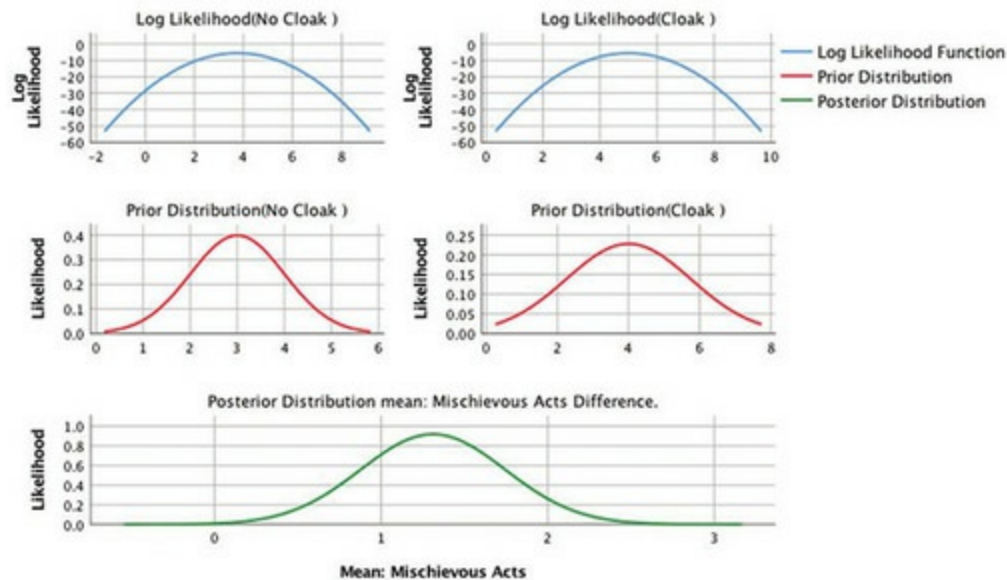 Log Likelihood(No Cloak )
Log Likelihood(Cloak )
Log
Likelihood
0
-10
-20
-30
-40
-50
-60
-2 0 2 4 6 8
Log
Likelihood
0
-10
-20
-30
-40
-50
-60
0 2 4 6 8 10
Log Likelihood Function
Prior Distribution
Posterior Distribution
Prior Distribution(No Cloak )
Prior Distribution(Cloak )
Likelihood
0.4
0.3
0.2
0.1
0.0
0 1 2 3 4 5 6
Likelihood
0.25
0.20
0.15
0.10
0.05
0.00
0 2 4 6 8
Posterior Distribution mean: Mischievous Acts Difference.
Likelihood
1.0
0.8
0.6
0.4
0.2
0.0
0 1 2 3
Mean: Mischievous Acts